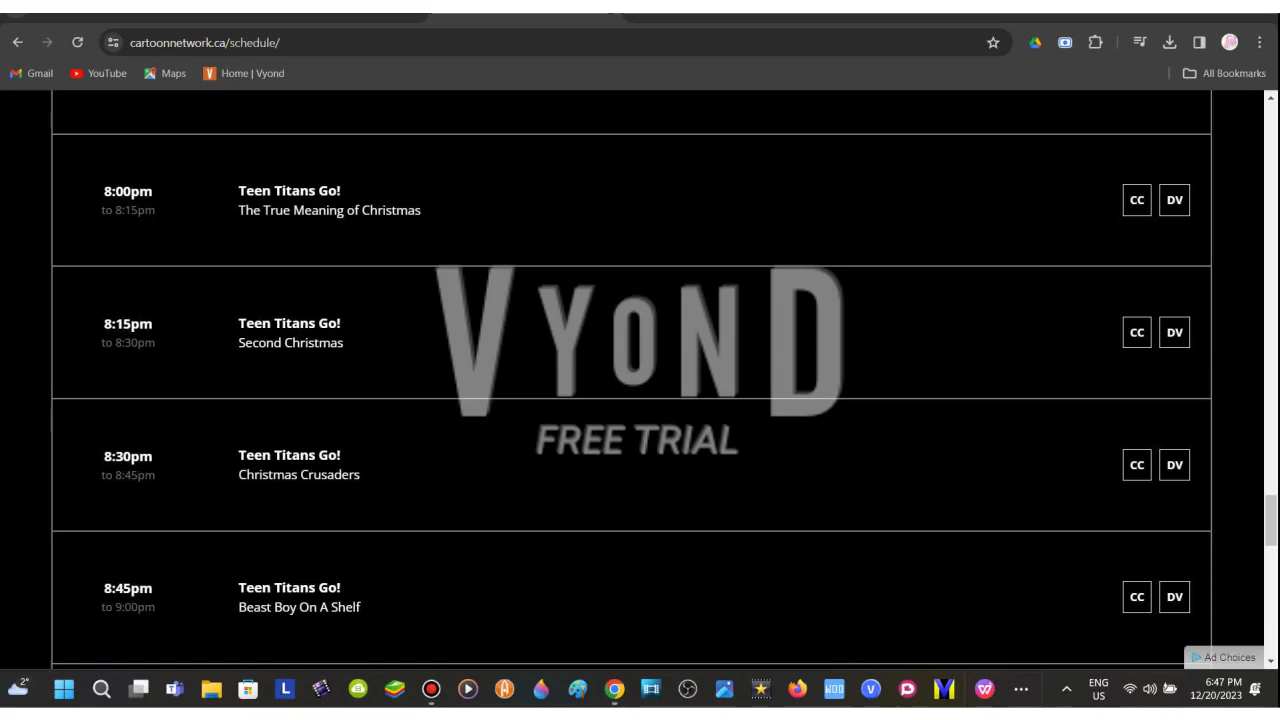 cartoonnetwork.ca/schedule/
Gmail
YouTube
Maps
Home | Vyond
All Bookmarks
8:00pm
to 8:15pm
Teen Titans Go!
The True Meaning of Christmas
CC
DV
8:15pm
to 8:30pm
Teen Titans Go!
Second Christmas
CC
DV
VYOND
FREE TRIAL
8:30pm
to 8:45pm
Teen Titans Go!
Christmas Crusaders
CC
DV
8:45pm
to 9:00pm
Teen Titans Go!
Beast Boy On A Shelf
CC
DV
Ad Choices
2°
ENG
US
6:47 PM
12/20/2023